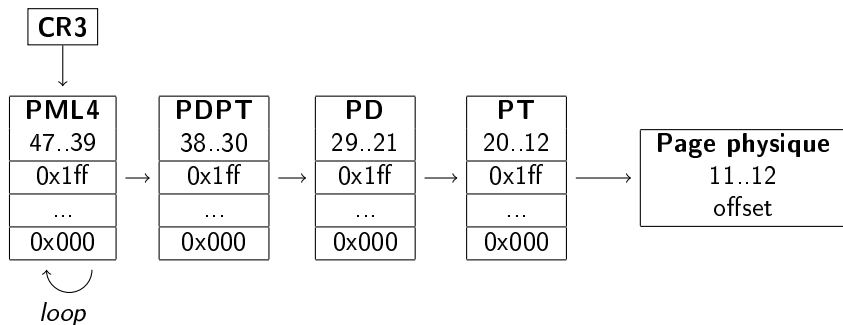 CR3
PML4
47..39
0x1ff
...
0x000
loop
PDPT
38..30
0x1ff
...
0x000
PD
29..21
0x1ff
...
0x000
PT
20..12
0x1ff
...
0x000
Page physique
11..12
offset